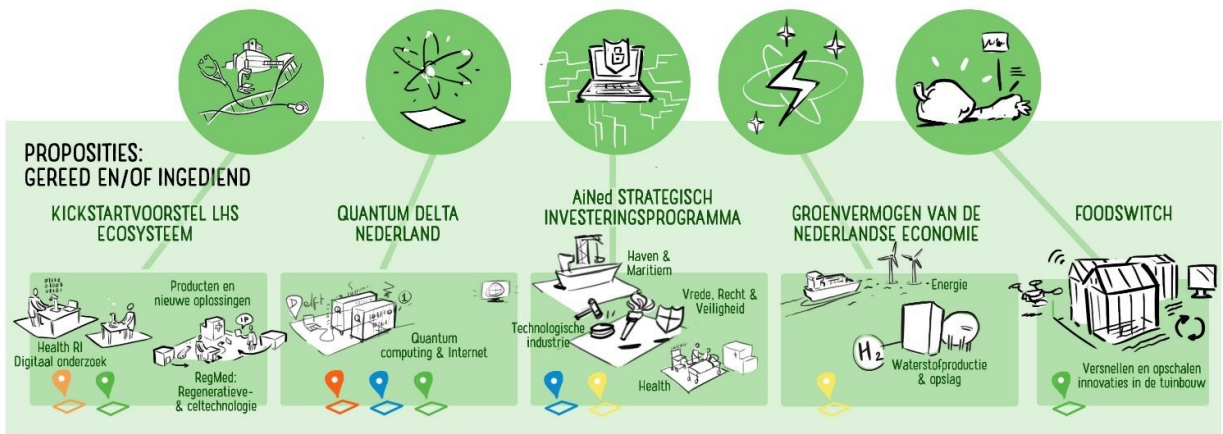 PROPOSITIES:
GEREED EN/OF INGEDIEND
KICKSTARTVOORSTEL LHS
ECOSYSTEEM
Producten en
nieuwe oplossingen
Health RI
Digitaal onderzoek
IP
RegMed:
Regeneratieve-
& celtechnologie
QUANTUM DELTA
NEDERLAND
Delft
Quantum
computing & Internet
AiNed STRATEGISCH
INVESTERINGSPROGRAMMA
Haven &
Maritiem
Vrede, Recht &
Veiligheid
Technologische
industrie
Health
GROENVERMOGEN VAN DE
NEDERLANDSE ECONOMIE
Energie
H2
Waterstofproductie
& opslag
FOODSWITCH
Versnellen en opschalen
innovaties in de tuinbouw